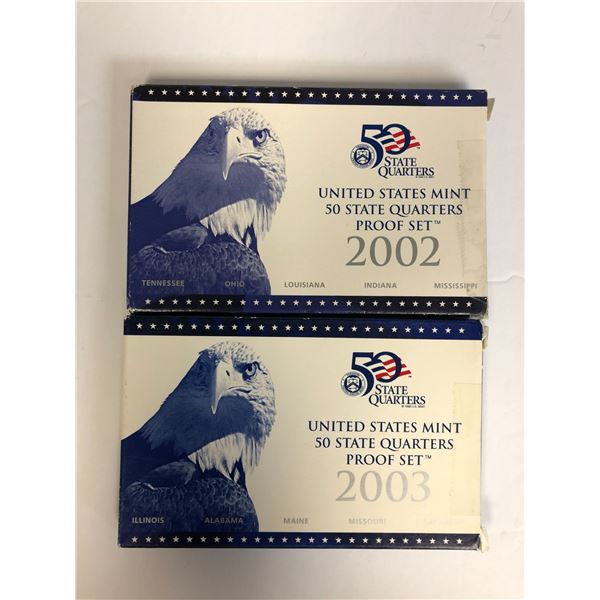 50
STATE
QUARTERS
UNITED STATES MINT
50 STATE QUARTERS
PROOF SET™
2002
TENNESSEE OHIO LOUISIANA INDIANA MISSISSIPPI
50
STATE
QUARTERS
UNITED STATES MINT
50 STATE QUARTERS
PROOF SET™
2003
ILLINOIS ALABAMA MAINE MISSOURI